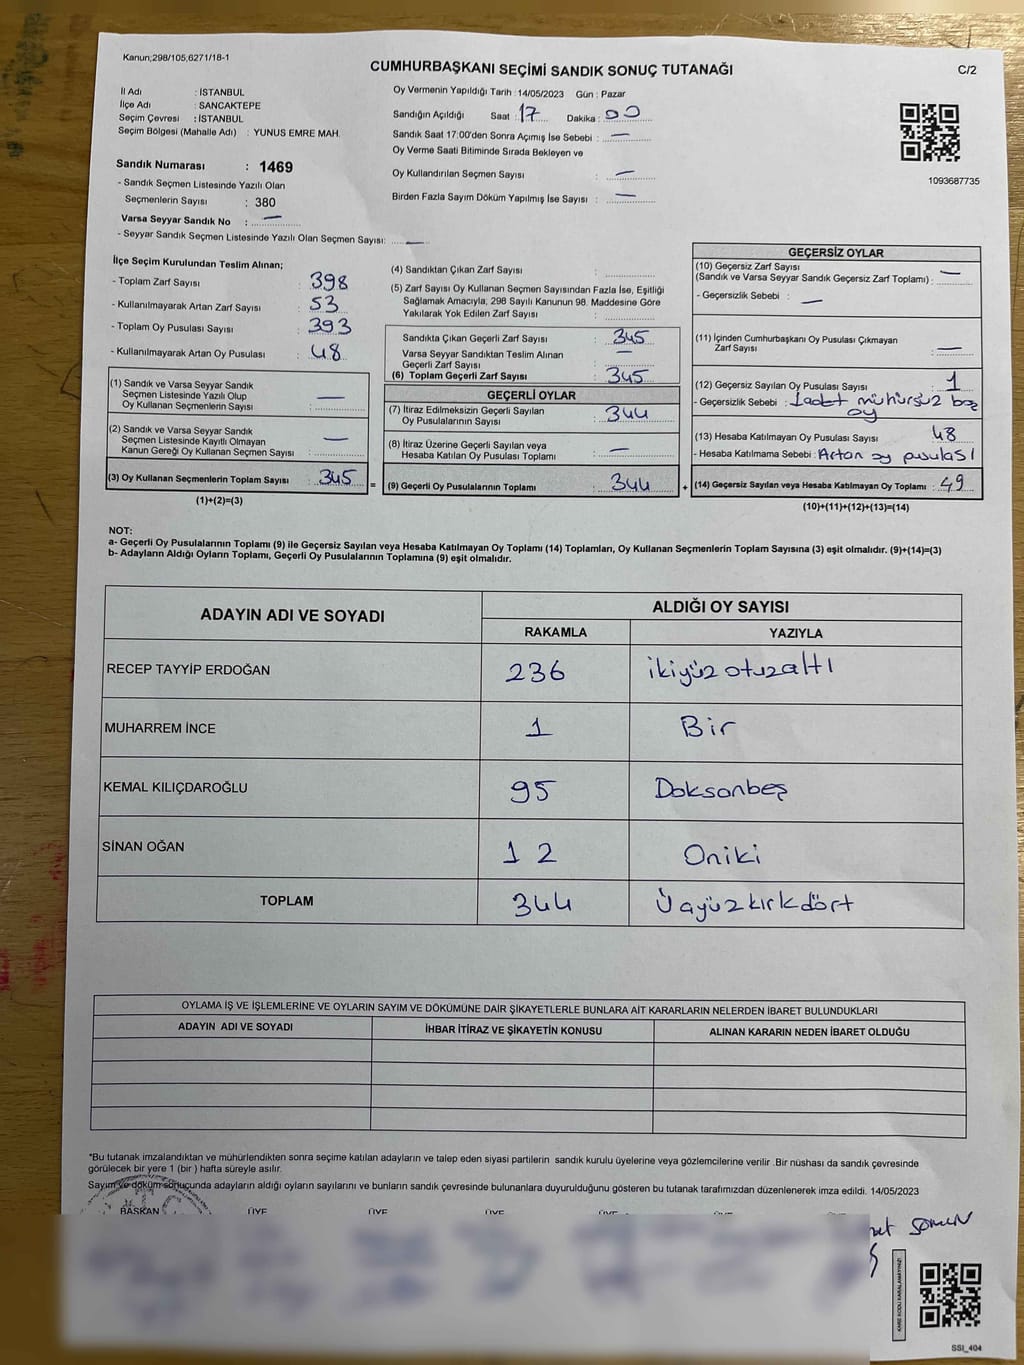 Kanun;298/105,6271/18-1
CUMHURBAŞKANI SEÇİMİ SANDIK SONUÇ TUTANAĞI
C/2
İl Adı : İSTANBUL
İlçe Adı : SANCAKTEPE
Seçim Çevresi : İSTANBUL
Seçim Bölgesi (Mahalle Adı) : YUNUS EMRE MAH.
Sandık Numarası : 1469
- Sandık Seçmen Listesinde Yazılı Olan
Seçmenlerin Sayısı : 380
Varsa Seyyar Sandık No : —
- Seyyar Sandık Seçmen Listesinde Yazılı Olan Seçmen Sayısı: —
Oy Vermenin Yapıldığı Tarih : 14/05/2023 Gün : Pazar
Sandığın Açıldığı Saat : 17 Dakika : 00
Sandık Saat 17:00'den Sonra Açımış İse Sebebi : —
Oy Verme Saati Bitiminde Sırada Bekleyen ve
Oy Kullandırılan Seçmen Sayısı : —
Birden Fazla Sayım Döküm Yapılmış İse Sayısı : —
1093687735
İlçe Seçim Kurulundan Teslim Alınan;
- Toplam Zarf Sayısı : 398
- Kullanılmayarak Artan Zarf Sayısı : 53
- Toplam Oy Pusulası Sayısı : 393
- Kullanılmayarak Artan Oy Pusulası : 48
(1) Sandık ve Varsa Seyyar Sandık
Seçmen Listesinde Yazılı Olup
Oy Kullanan Seçmenlerin Sayısı : —
(2) Sandık ve Varsa Seyyar Sandık
Seçmen Listesinde Kayıtlı Olmayan
Kanun Gereği Oy Kullanan Seçmen Sayısı : —
(3) Oy Kullanan Seçmenlerin Toplam Sayısı : 345 =
(1)+(2)=(3)
(4) Sandıktan Çıkan Zarf Sayısı :
(5) Zarf Sayısı Oy Kullanan Seçmen Sayısından Fazla İse, Eşitliği
Sağlamak Amacıyla, 298 Sayılı Kanunun 98. Maddesine Göre
Yakılarak Yok Edilen Zarf Sayısı :
Sandıkta Çıkan Geçerli Zarf Sayısı : 345
Varsa Seyyar Sandıktan Teslim Alınan
Geçerli Zarf Sayısı : —
(6) Toplam Geçerli Zarf Sayısı : 345
GEÇERLİ OYLAR
(7) İtiraz Edilmeksizin Geçerli Sayılan
Oy Pusulalarının Sayısı : 344
(8) İtiraz Üzerine Geçerli Sayılan veya
Hesaba Katılan Oy Pusulası Toplamı : —
(9) Geçerli Oy Pusulalarının Toplamı : 344 +
GEÇERSİZ OYLAR
(10) Geçersiz Zarf Sayısı
(Sandık ve Varsa Seyyar Sandık Geçersiz Zarf Toplamı) : —
- Geçersizlik Sebebi : —
(11) İçinden Cumhurbaşkanı Oy Pusulası Çıkmayan
Zarf Sayısı : —
(12) Geçersiz Sayılan Oy Pusulası Sayısı : 1
- Geçersizlik Sebebi : 1adet mühürsüz boş
oy
(13) Hesaba Katılmayan Oy Pusulası Sayısı 48
- Hesaba Katılmama Sebebi : Artan oy pusulası
(14) Geçersiz Sayılan veya Hesaba Katılmayan Oy Toplamı : 49
(10)+(11)+(12)+(13)=(14)
NOT:
a- Geçerli Oy Pusulalarının Toplamı (9) ile Geçersiz Sayılan veya Hesaba Katılmayan Oy Toplamı (14) Toplamları, Oy Kullanan Seçmenlerin Toplam Sayısına (3) eşit olmalıdır. (9)+(14)=(3)
b- Adayların Aldığı Oyların Toplamı, Geçerli Oy Pusulalarının Toplamına (9) eşit olmalıdır.
ADAYIN ADI VE SOYADI ALDIĞI OY SAYISI
RAKAMLA YAZIYLA
RECEP TAYYİP ERDOĞAN 236 ikiyüzotuzaltı
MUHARREM İNCE 1 Bir
KEMAL KILIÇDAROĞLU 95 Doksanbeş
SİNAN OĞAN 12 Oniki
TOPLAM 344 Üçyüzkırkdört
OYLAMA İŞ VE İŞLEMLERİNE VE OYLARIN SAYIM VE DÖKÜMÜNE DAİR ŞİKAYETLERLE BUNLARA AİT KARARLARIN NELERDEN İBARET BULUNDUKLARI
ADAYIN ADI VE SOYADI İHBAR İTİRAZ VE ŞİKAYETİN KONUSU ALINAN KARARIN NEDEN İBARET OLDUĞU
*Bu tutanak imzalandıktan ve mühürlendikten sonra seçime katılan adayların ve talep eden siyasi partilerin sandık kurulu üyelerine veya gözlemcilerine verilir .Bir nüshası da sandık çevresinde
görülecek bir yere 1 (bir ) hafta süreyle asılır.
Sayım ve döküm sonuçunda adayların aldığı oyların sayılarını ve bunların sandık çevresinde bulunanlara duyurulduğunu gösteren bu tutanak tarafımızdan düzenlenerek imza edildi. 14/05/2023
BAŞKAN ÜYE ÜYE ÜYE ÜYE ÜYE
SSI_404